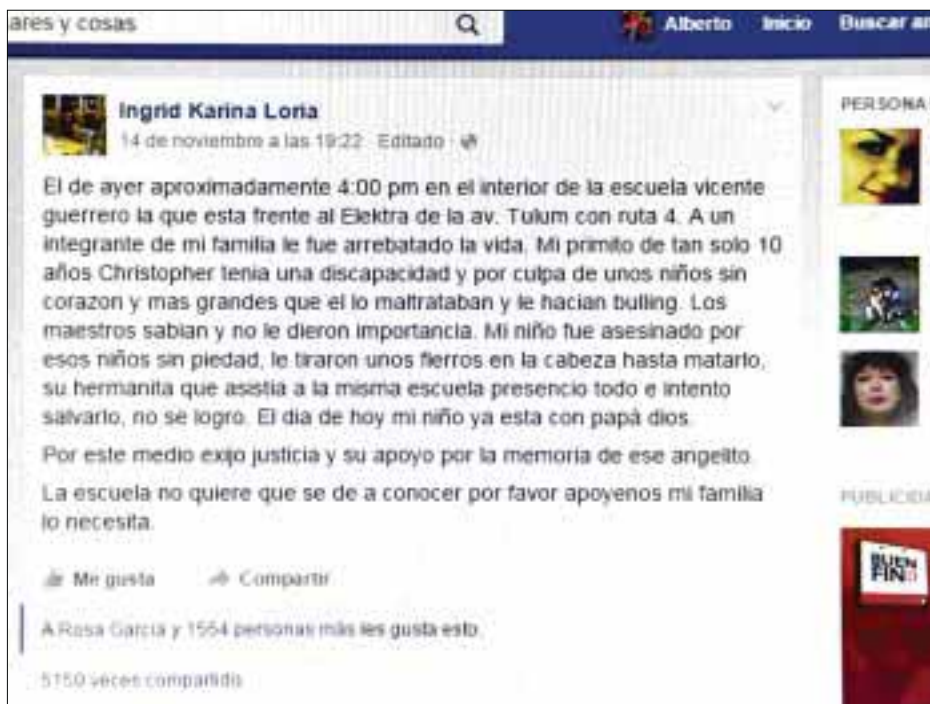 ares y cosas
Alberto Inicio Buscar am
Ingrid Karina Loria
14 de noviembre a las 19:22 · Editado ·
PERSONA
El de ayer aproximadamente 4:00 pm en el interior de la escuela vicente
guerrero la que esta frente al Elektra de la av. Tulum con ruta 4. A un
integrante de mi familia le fue arrebatado la vida. Mi primito de tan solo 10
años Christopher tenia una discapacidad y por culpa de unos niños sin
corazon y mas grandes que el lo maltrataban y le hacian bulling. Los
maestros sabian y no le dieron importancia. Mi niño fue asesinado por
esos niños sin piedad, le tiraron unos fierros en la cabeza hasta matarlo,
su hermanita que asistia a la misma escuela presencio todo e intento
salvarlo, no se logro. El dia de hoy mi niño ya esta con papá dios.
Por este medio exijo justicia y su apoyo por la memoria de ese angelito.
La escuela no quiere que se de a conocer por favor apoyenos mi familia
lo necesita.
PUBLICIDA
BUEN
FIN
Me gusta Compartir
A Rosa Garcia y 1554 personas más les gusta esto.
5150 veces compartido